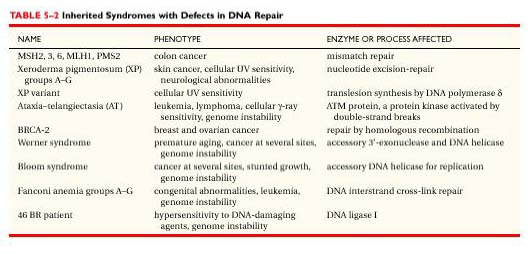 TABLE 5–2 Inherited Syndromes with Defects in DNA Repair
NAME PHENOTYPE ENZYME OR PROCESS AFFECTED
MSH2, 3, 6, MLH1, PMS2 colon cancer mismatch repair
Xeroderma pigmentosum (XP) skin cancer, cellular UV sensitivity, nucleotide excision-repair
groups A–G neurological abnormalities
XP variant cellular UV sensitivity translesion synthesis by DNA polymerase δ
Ataxia–telangiectasia (AT) leukemia, lymphoma, cellular γ-ray ATM protein, a protein kinase activated by
sensitivity, genome instability double-strand breaks
BRCA-2 breast and ovarian cancer repair by homologous recombination
Werner syndrome premature aging, cancer at several sites, accessory 3′-exonuclease and DNA helicase
genome instability
Bloom syndrome cancer at several sites, stunted growth, accessory DNA helicase for replication
genome instability
Fanconi anemia groups A–G congenital abnormalities, leukemia, DNA interstrand cross-link repair
genome instability
46 BR patient hypersensitivity to DNA-damaging DNA ligase I
agents, genome instability